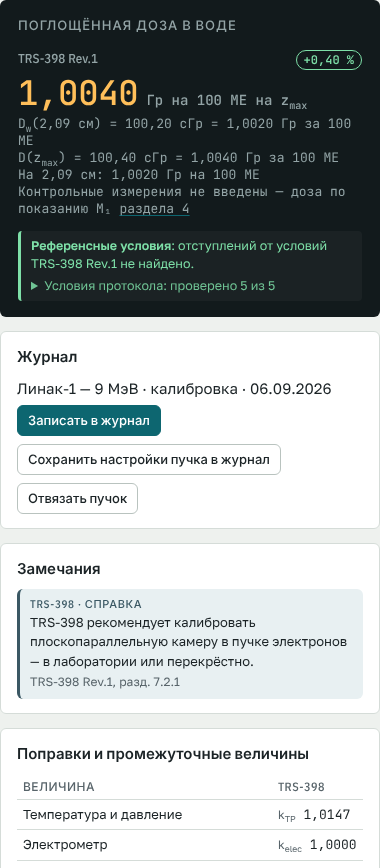 ПОГЛОЩЁННАЯ ДОЗА В ВОДЕ
TRS-398 Rev.1 +0,40 %
1,0040 Гр на 100 МЕ на zmax
Dw(2,09 см) = 100,20 сГр = 1,0020 Гр за 100
МЕ
D(zmax) = 100,40 сГр = 1,0040 Гр за 100 МЕ
На 2,09 см: 1,0020 Гр на 100 МЕ
Контрольные измерения не введены — доза по
показанию M₁ раздела 4
Референсные условия: отступлений от условий
TRS-398 Rev.1 не найдено.
▶ Условия протокола: проверено 5 из 5
Журнал
Линак-1 — 9 МэВ · калибровка · 06.09.2026
Записать в журнал
Сохранить настройки пучка в журнал
Отвязать пучок
Замечания
TRS-398 · СПРАВКА
TRS-398 рекомендует калибровать
плоскопараллельную камеру в пучке электронов
— в лаборатории или перекрёстно.
TRS-398 Rev.1, разд. 7.2.1
Поправки и промежуточные величины
ВЕЛИЧИНА TRS-398
Температура и давление kTP 1,0147
Электрометр kelec 1,0000